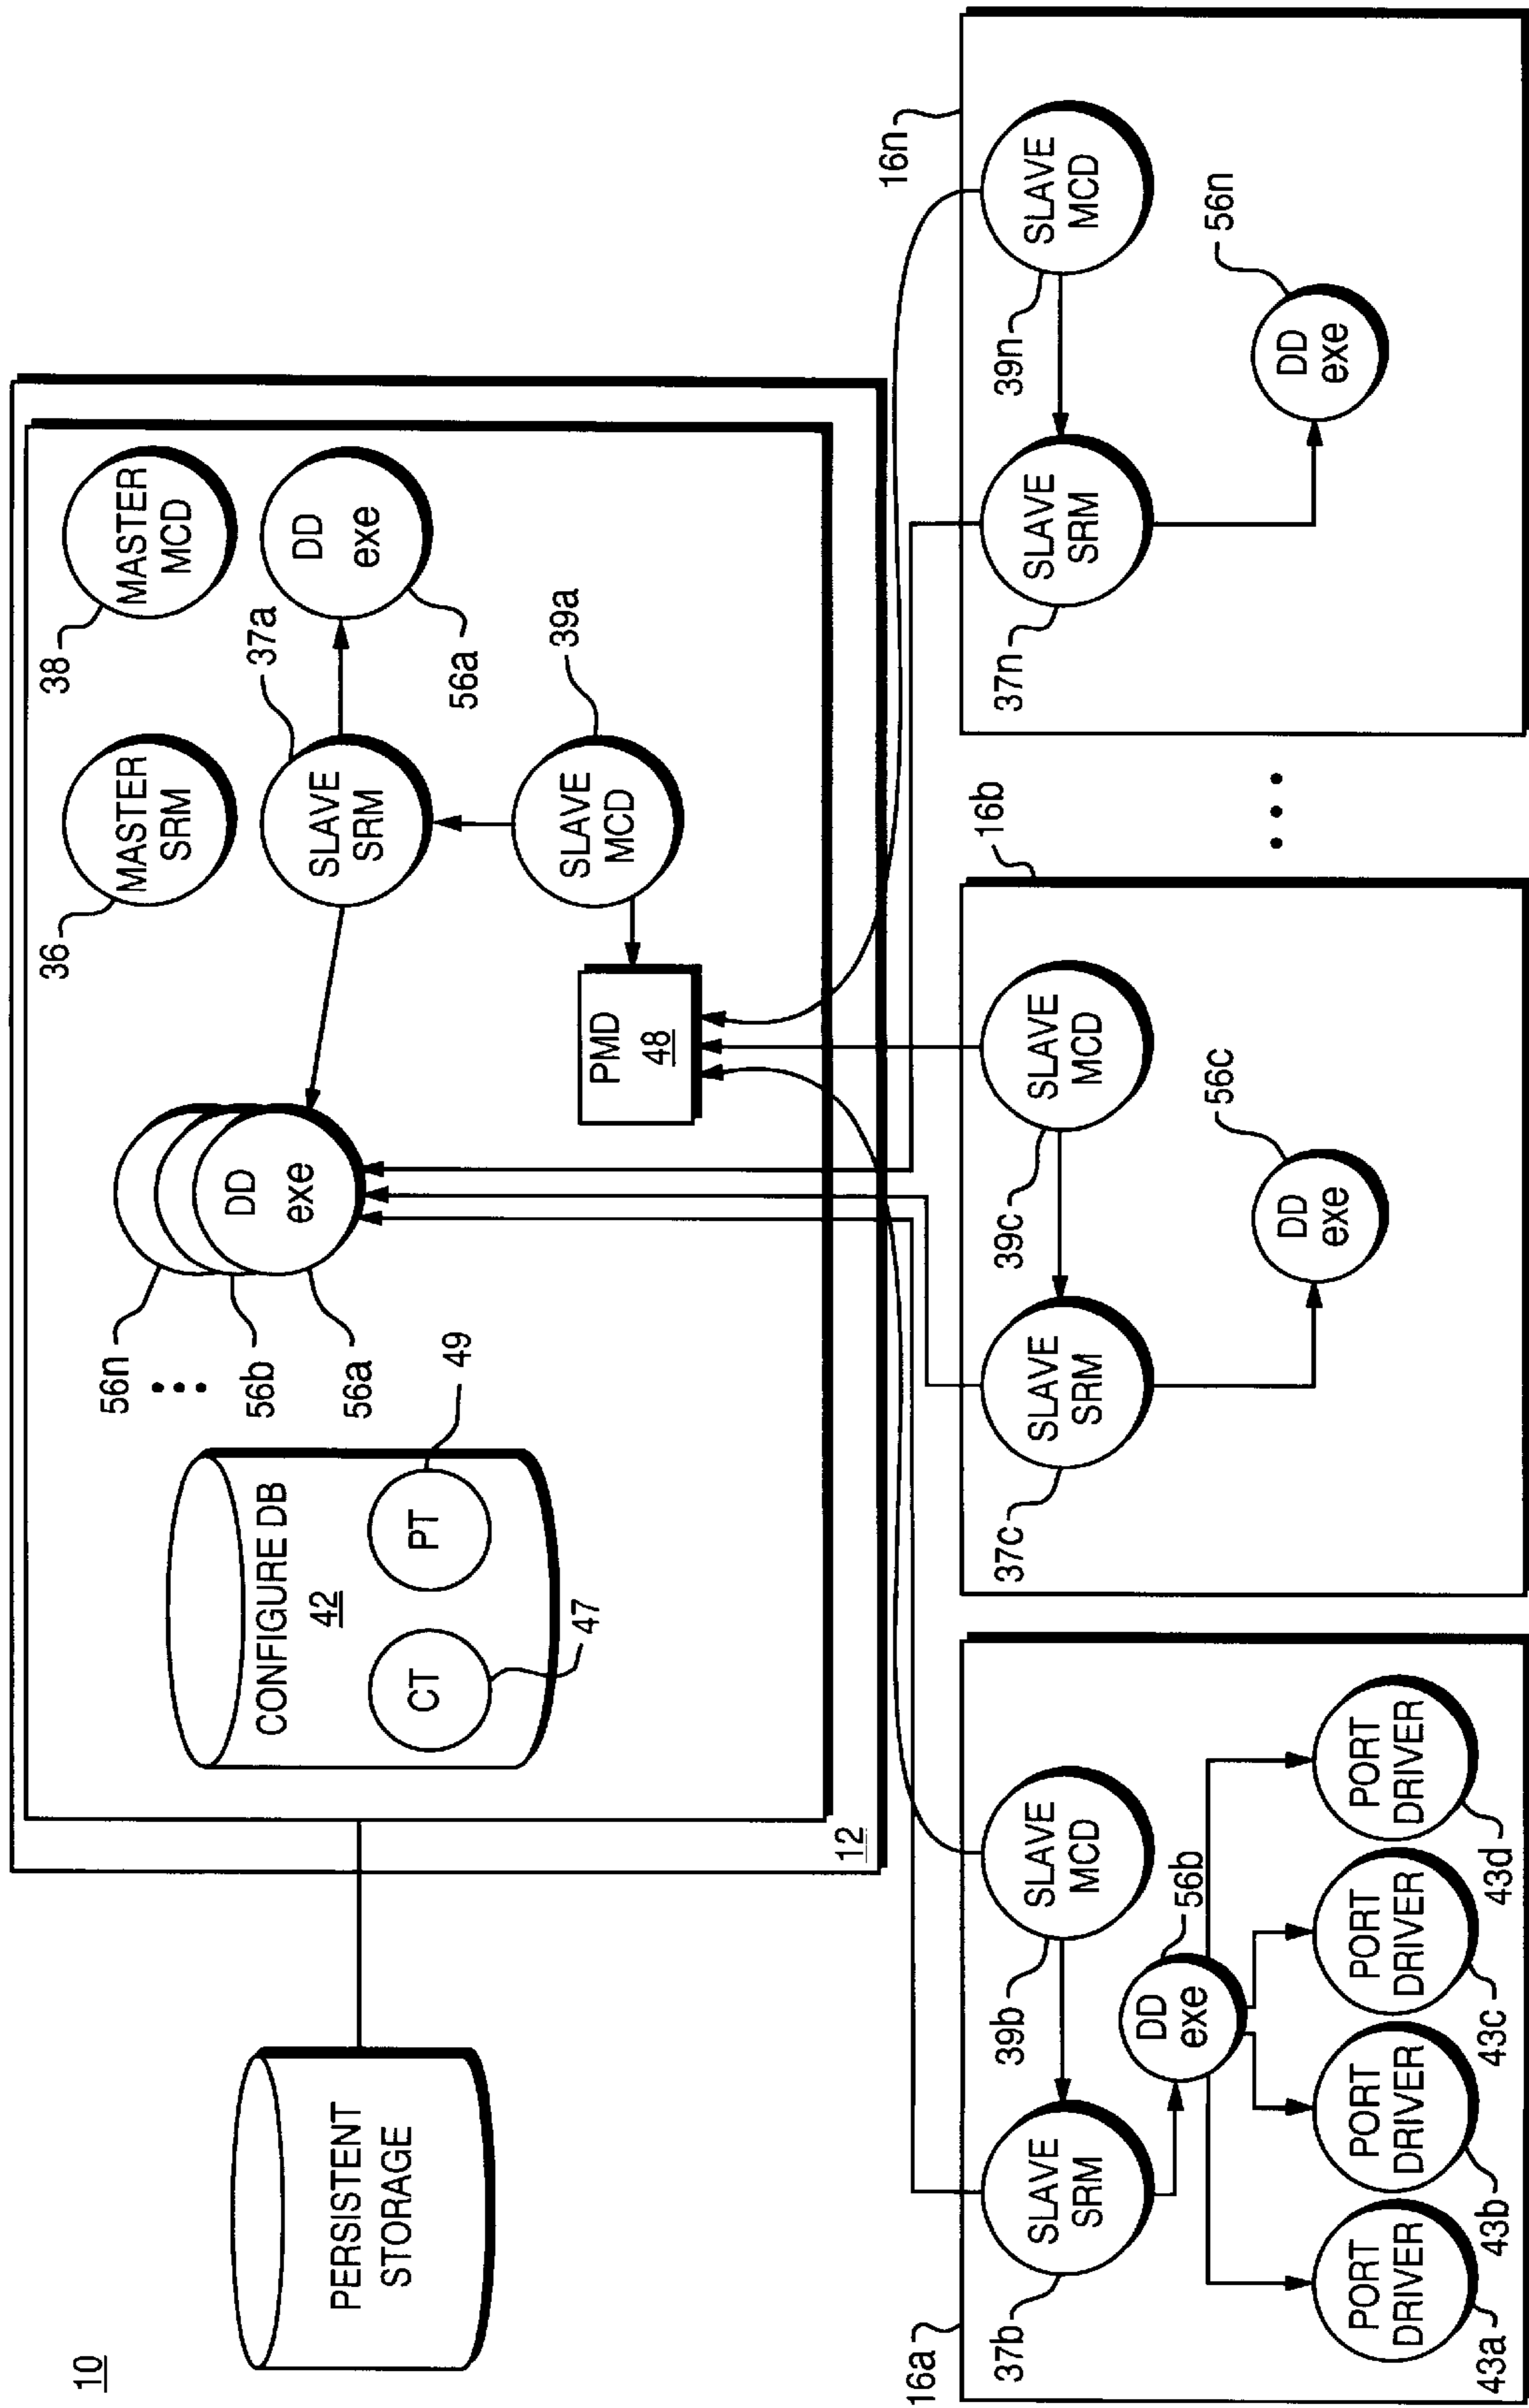 10
PERSISTENT
STORAGE
12
CONFIGURE DB
42
CT
PT
47
49
56n
56b
56a
DD
exe
36
MASTER
SRM
38
MASTER
MCD
37a
SLAVE
SRM
DD
exe
56a
39a
SLAVE
MCD
PMD
48
16a
37b
SLAVE
SRM
39b
SLAVE
MCD
56b
DD
exe
PORT
DRIVER
PORT
DRIVER
PORT
DRIVER
PORT
DRIVER
43a
43b
43c
43d
16b
37c
SLAVE
SRM
39c
SLAVE
MCD
56c
DD
exe
16n
37n
SLAVE
SRM
39n
SLAVE
MCD
56n
DD
exe